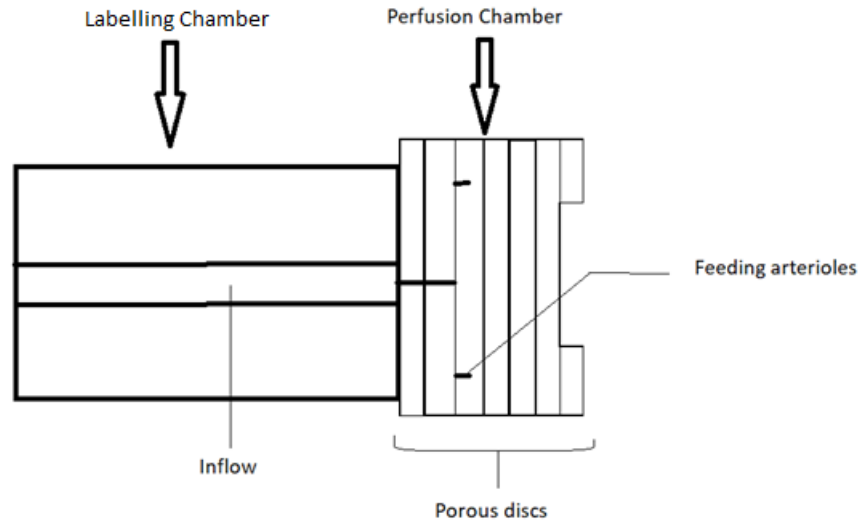 Labelling Chamber
Perfusion Chamber
Feeding arterioles
Inflow
Porous discs